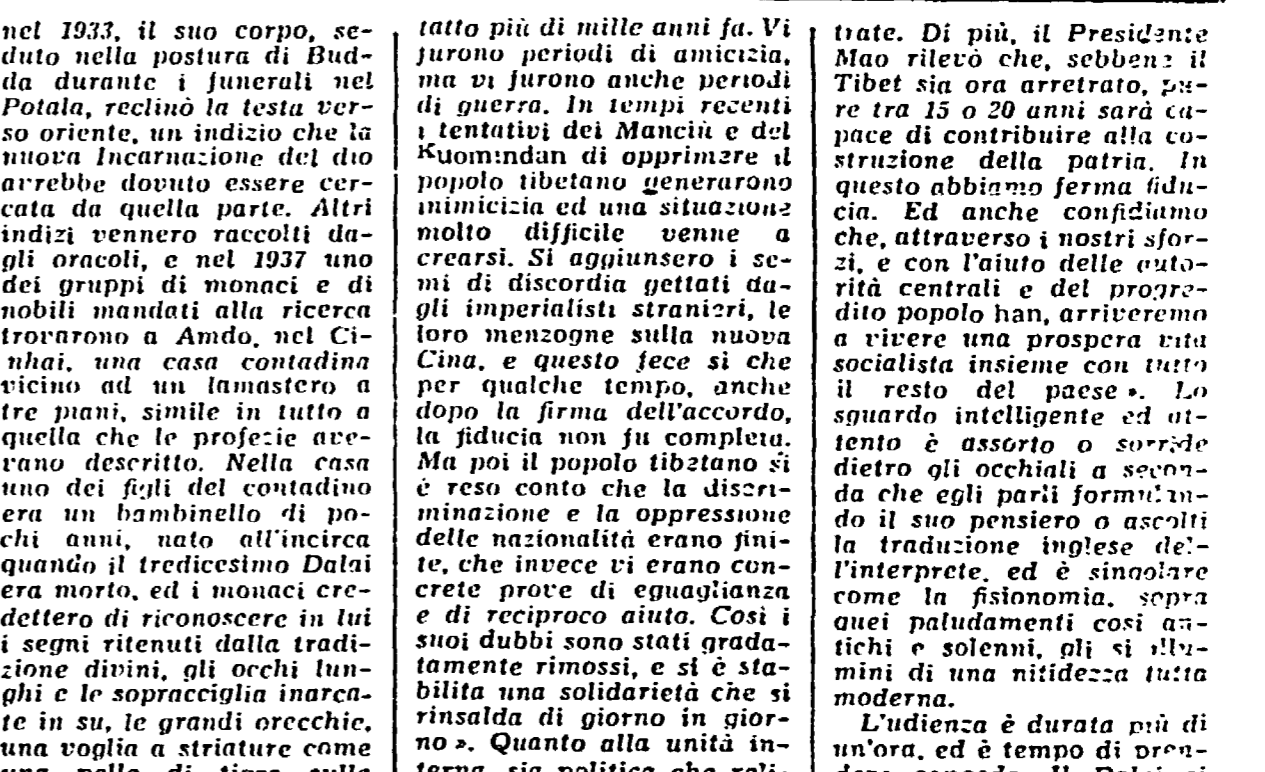 nel 1933, il suo corpo, se-
duto nella postura di Bud-
da durante i funerali nel
Potala, reclinò la testa ver-
so oriente, un indizio che la
nuova Incarnazione del dio
avrebbe dovuto essere cer-
cata da quella parte. Altri
indizi vennero raccolti da-
gli oracoli, e nel 1937 uno
dei gruppi di monaci e di
nobili mandati alla ricerca
trovarono a Amdo, nel Ci-
nhai, una casa contadina
vicino ad un lamastero a
tre piani, simile in tutto a
quella che le profezie ave-
vano descritto. Nella casa
uno dei figli del contadino
era un bambinello di po-
chi anni, nato all'incirca
quando il tredicesimo Dalai
era morto, ed i monaci cre-
dettero di riconoscere in lui
i segni ritenuti dalla tradi-
zione divini, gli occhi lun-
ghi e le sopracciglia inarca-
te in su, le grandi orecchie,
una voglia a striature come
una pelle di tigre sulle
tatto più di mille anni fa. Vi
furono periodi di amicizia,
ma vi furono anche periodi
di guerra. In tempi recenti
i tentativi dei Manciù e del
Kuomindan di opprimere il
popolo tibetano generarono
inimicizia ed una situazione
molto difficile venne a
crearsi. Si aggiunsero i se-
mi di discordia gettati da-
gli imperialisti stranieri, le
loro menzogne sulla nuova
Cina, e questo fece sì che
per qualche tempo, anche
dopo la firma dell'accordo,
la fiducia non fu completa.
Ma poi il popolo tibetano si
è reso conto che la discri-
minazione e la oppressione
delle nazionalità erano fini-
te, che invece vi erano con-
crete prove di eguaglianza
e di reciproco aiuto. Così i
suoi dubbi sono stati grada-
tamente rimossi, e si è sta-
bilita una solidarietà che si
rinsalda di giorno in gior-
no ». Quanto alla unità in-
terna, sia politica che reli-
trate. Di più, il Presidente
Mao rilevò che, sebbene il
Tibet sia ora arretrato, pu-
re tra 15 o 20 anni sarà ca-
pace di contribuire alla co-
struzione della patria. In
questo abbiamo ferma fidu-
cia. Ed anche confidiamo
che, attraverso i nostri sfor-
zi, e con l'aiuto delle auto-
rità centrali e del progre-
dito popolo han, arriveremo
a vivere una prospera vita
socialista insieme con tutto
il resto del paese ». Lo
sguardo intelligente ed at-
tento è assorto o sorride
dietro gli occhiali a secon-
da che egli parli formulan-
do il suo pensiero o ascolti
la traduzione inglese del-
l'interprete, ed è singolare
come la fisionomia, sopra
quei paludamenti così an-
tichi e solenni, gli si illu-
mini di una nitidezza tutta
moderna.
L'udienza è durata più di
un'ora, ed è tempo di pren-
dere congedo. Il Dalai si